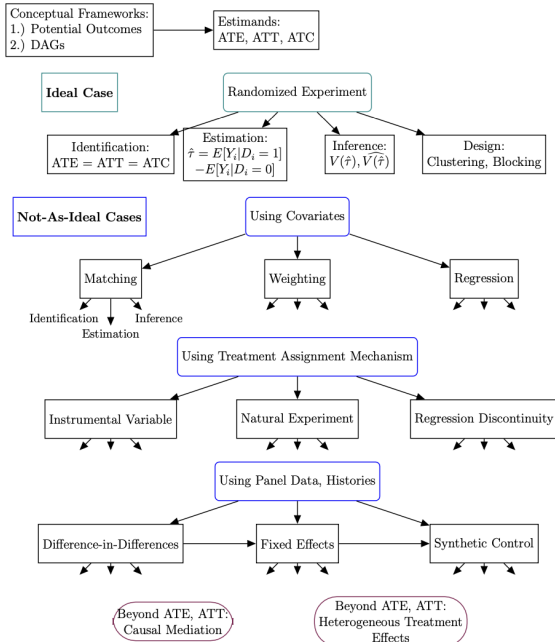 Conceptual Frameworks:
1.) Potential Outcomes
2.) DAGs
Estimands:
ATE, ATT, ATC
Ideal Case
Randomized Experiment
Identification:
ATE = ATT = ATC
Estimation:
τ̂ = E[Y_i|D_i = 1]
−E[Y_i|D_i = 0]
Inference:
V(τ̂), \widehat{V(τ̂)}
Design:
Clustering, Blocking
Not-As-Ideal Cases
Using Covariates
Matching
Weighting
Regression
Identification
Inference
Estimation
Using Treatment Assignment Mechanism
Instrumental Variable
Natural Experiment
Regression Discontinuity
Using Panel Data, Histories
Difference-in-Differences
Fixed Effects
Synthetic Control
Beyond ATE, ATT:
Causal Mediation
Beyond ATE, ATT:
Heterogeneous Treatment
Effects